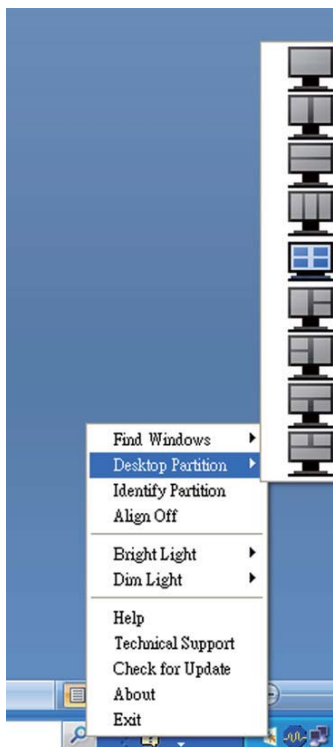 Find Windows
Desktop Partition
Identify Partition
Align Off
Bright Light
Dim Light
Help
Technical Support
Check for Update
About
Exit